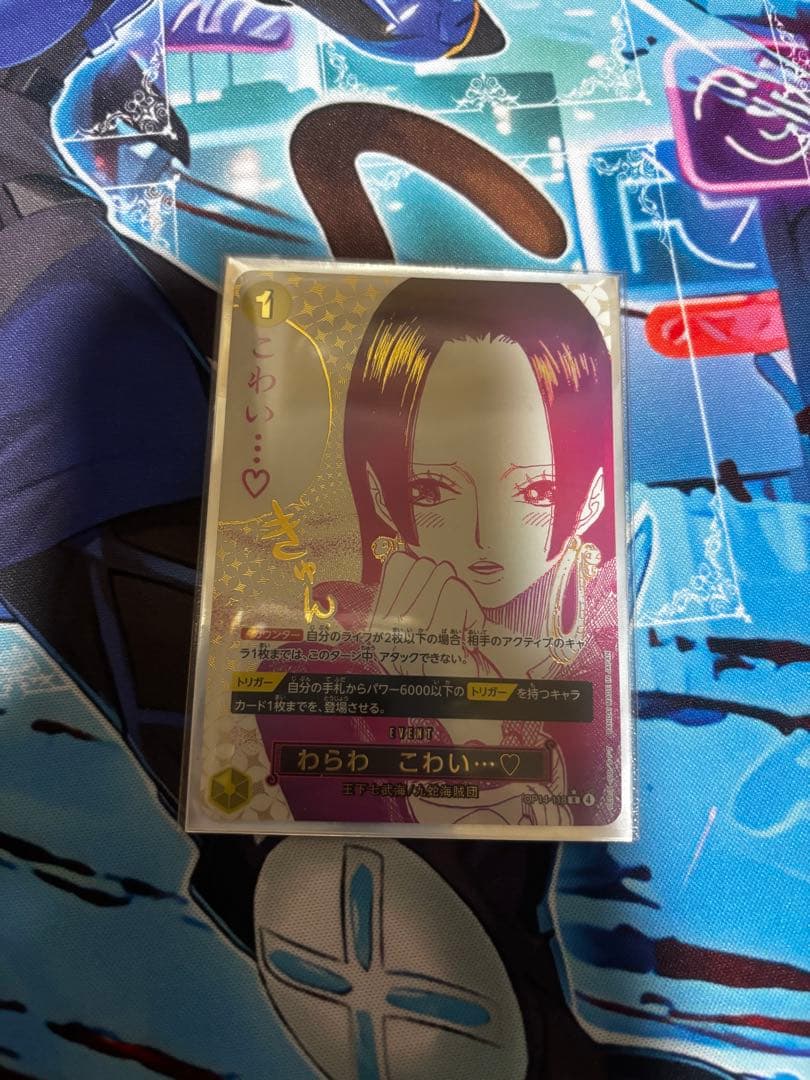 1
こわい…♡
きゅん
カウンター 自分のライフが2枚以下の場合、相手のアクティブのキャ
ラ1枚までは、このターン中、アタックできない。
トリガー 自分の手札からパワー6000以下の トリガー を持つキャラ
カード1枚までを、登場させる。
EVENT
わらわ こわい…♡
王下七武海/九蛇海賊団
4